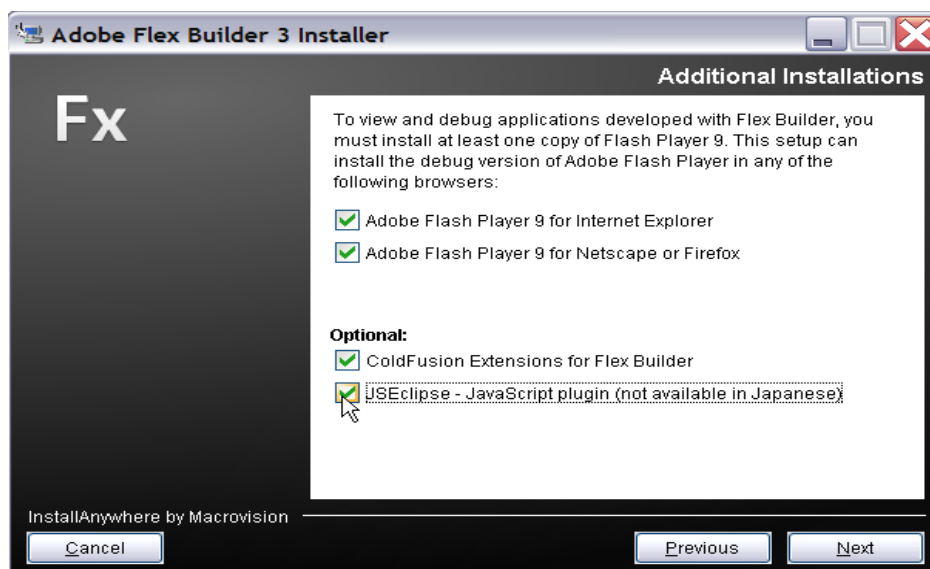 Adobe Flex Builder 3 Installer
Additional Installations
Fx
To view and debug applications developed with Flex Builder, you
must install at least one copy of Flash Player 9. This setup can
install the debug version of Adobe Flash Player in any of the
following browsers:
Adobe Flash Player 9 for Internet Explorer
Adobe Flash Player 9 for Netscape or Firefox
Optional:
ColdFusion Extensions for Flex Builder
JSEclipse - JavaScript plugin (not available in Japanese)
InstallAnywhere by Macrovision
Cancel
Previous
Next